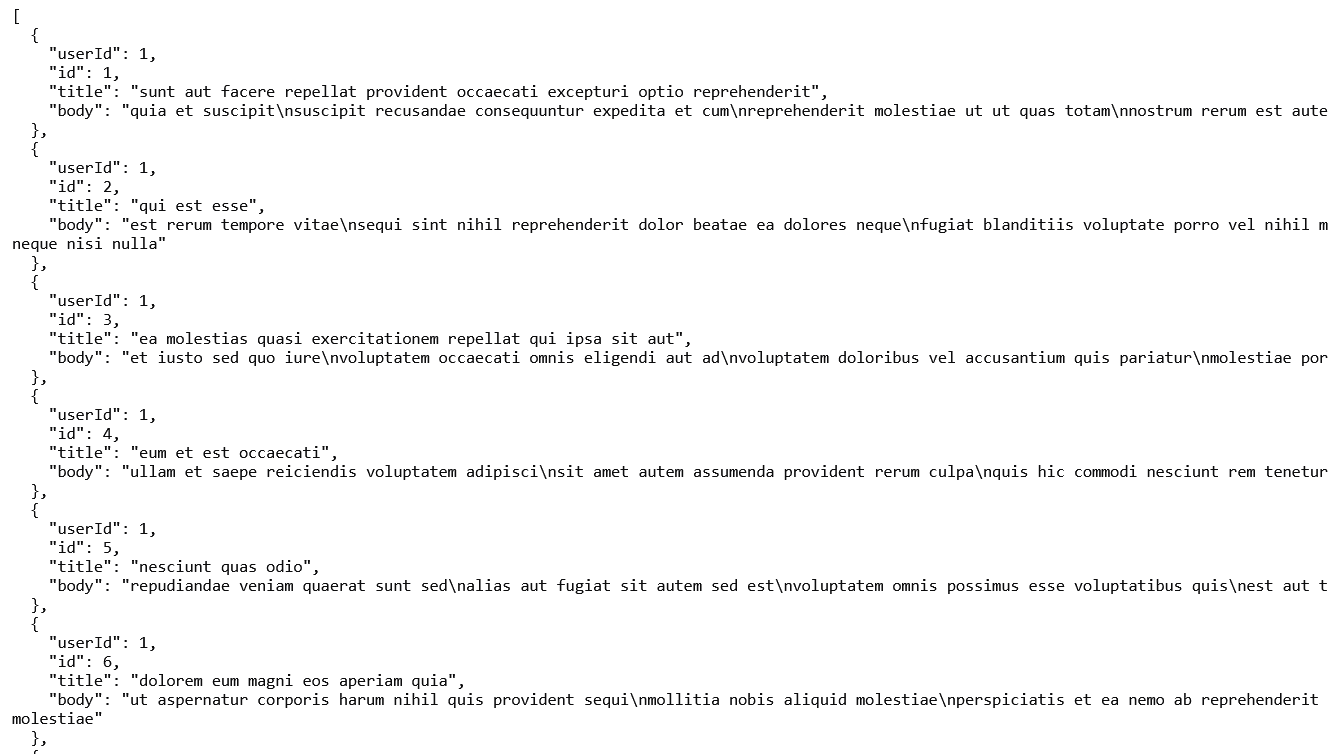 [
  {
    "userId": 1,
    "id": 1,
    "title": "sunt aut facere repellat provident occaecati excepturi optio reprehenderit",
    "body": "quia et suscipit\nsuscipit recusandae consequuntur expedita et cum\nreprehenderit molestiae ut ut quas totam\nnostrum rerum est aute
  },
  {
    "userId": 1,
    "id": 2,
    "title": "qui est esse",
    "body": "est rerum tempore vitae\nsequi sint nihil reprehenderit dolor beatae ea dolores neque\nfugiat blanditiis voluptate porro vel nihil m
neque nisi nulla"
  },
  {
    "userId": 1,
    "id": 3,
    "title": "ea molestias quasi exercitationem repellat qui ipsa sit aut",
    "body": "et iusto sed quo iure\nvoluptatem occaecati omnis eligendi aut ad\nvoluptatem doloribus vel accusantium quis pariatur\nmolestiae por
  },
  {
    "userId": 1,
    "id": 4,
    "title": "eum et est occaecati",
    "body": "ullam et saepe reiciendis voluptatem adipisci\nsit amet autem assumenda provident rerum culpa\nquis hic commodi nesciunt rem tenetur
  },
  {
    "userId": 1,
    "id": 5,
    "title": "nesciunt quas odio",
    "body": "repudiandae veniam quaerat sunt sed\nalias aut fugiat sit autem sed est\nvoluptatem omnis possimus esse voluptatibus quis\nest aut t
  },
  {
    "userId": 1,
    "id": 6,
    "title": "dolorem eum magni eos aperiam quia",
    "body": "ut aspernatur corporis harum nihil quis provident sequi\nmollitia nobis aliquid molestiae\nperspiciatis et ea nemo ab reprehenderit
molestiae"
  },
  {